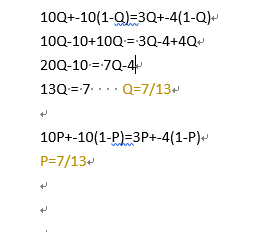 10Q+-10(1-Q)=3Q+-4(1-Q)
10Q-10+10Q = 3Q-4+4Q
20Q-10 = 7Q-4
13Q = 7    Q=7/13
10P+-10(1-P)=3P+-4(1-P)
P=7/13